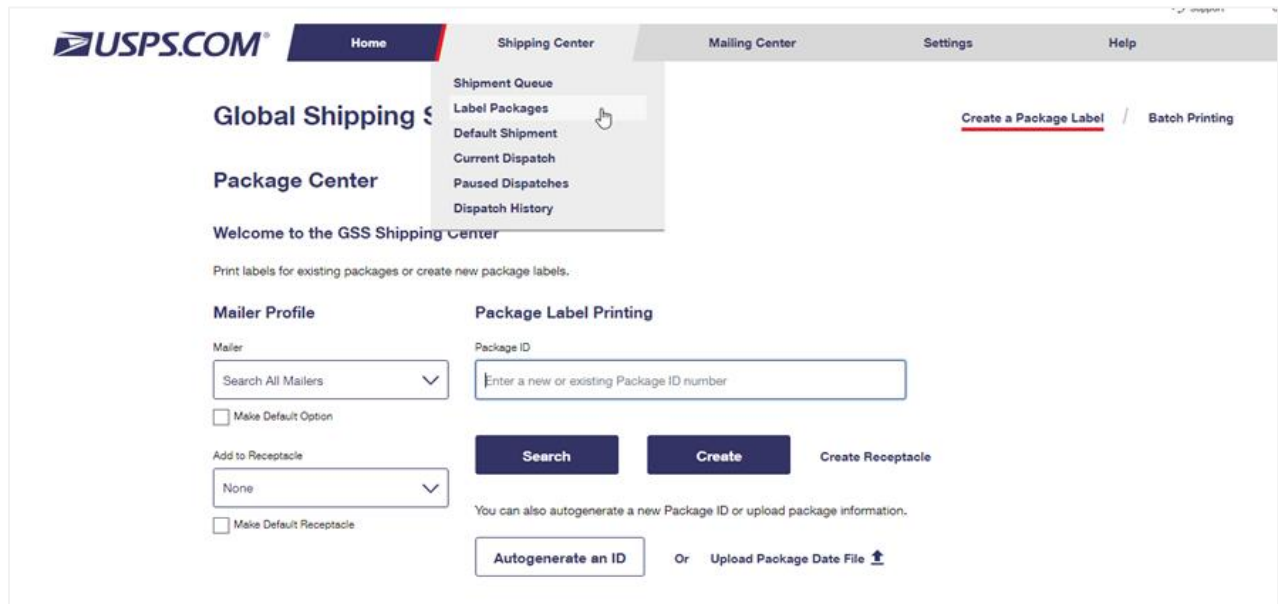 Support
USPS.COM®
Home Shipping Center Mailing Center Settings Help
Shipment Queue
Label Packages
Default Shipment
Current Dispatch
Paused Dispatches
Dispatch History
Global Shipping
Create a Package Label / Batch Printing
Package Center
Welcome to the GSS Shipping Center
Print labels for existing packages or create new package labels.
Mailer Profile
Mailer
Search All Mailers
Make Default Option
Add to Receptacle
None
Make Default Receptacle
Package Label Printing
Package ID
Enter a new or existing Package ID number
Search Create Create Receptacle
You can also autogenerate a new Package ID or upload package information.
Autogenerate an ID Or Upload Package Date File